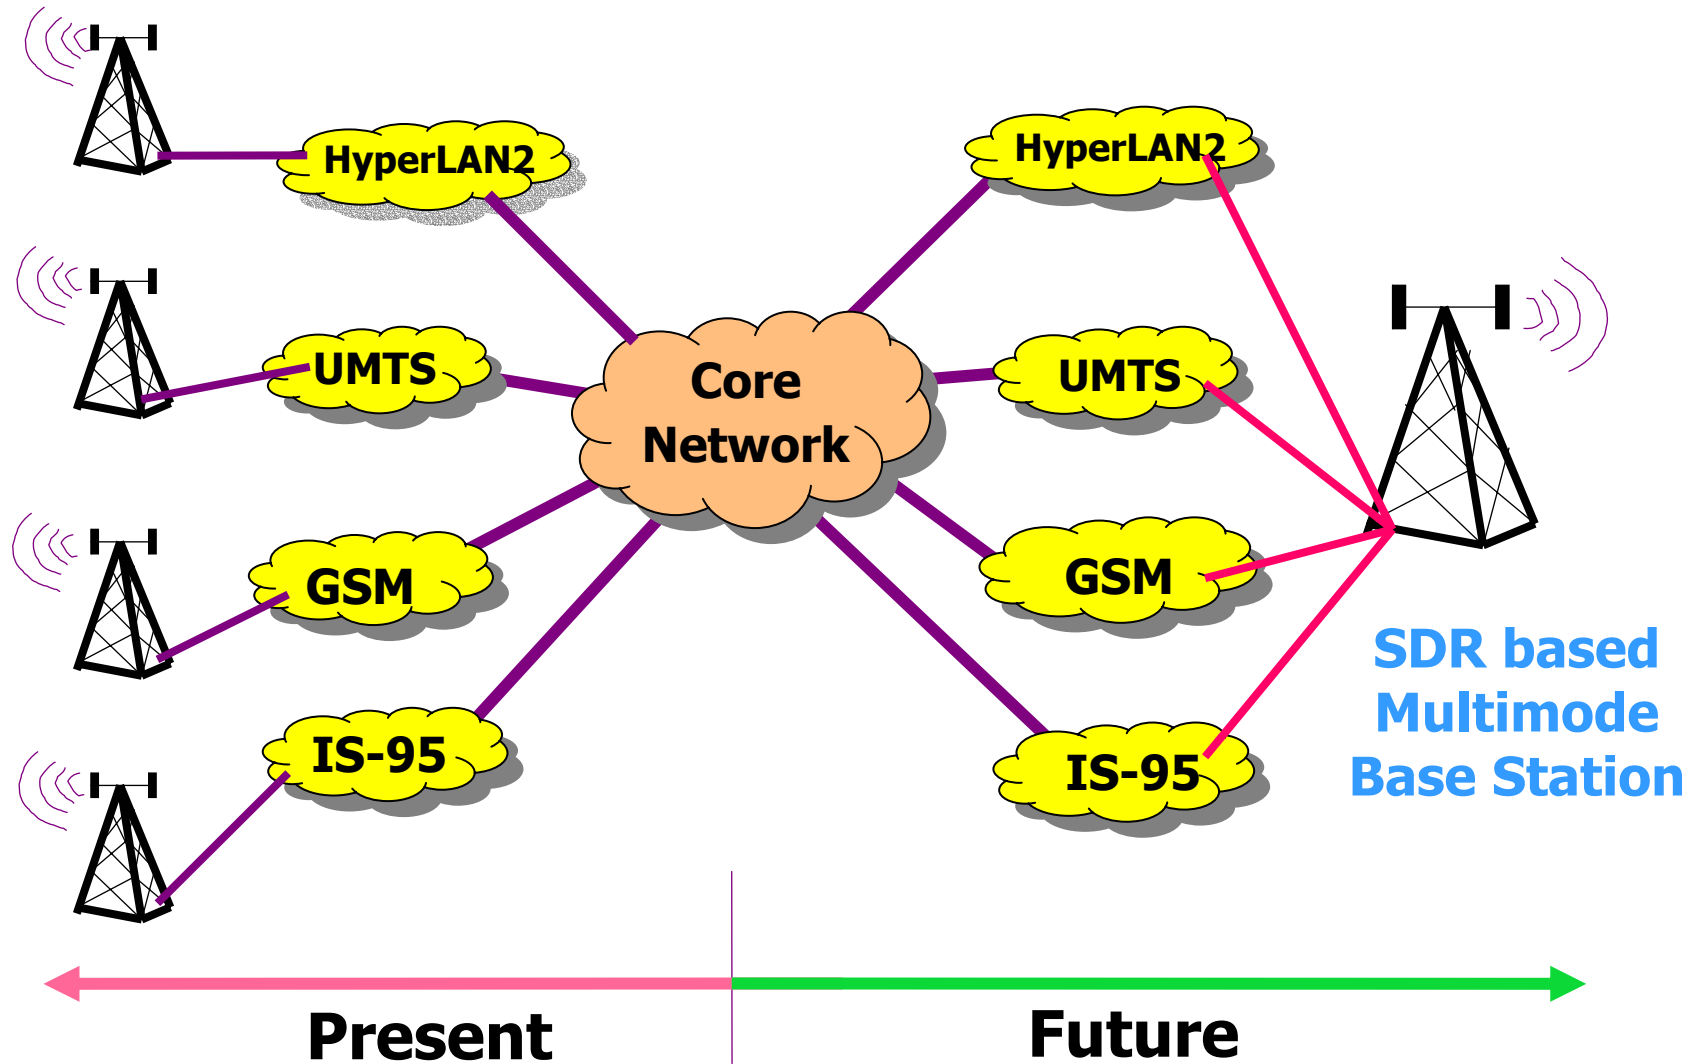 HyperLAN2
UMTS
GSM
IS-95
Core
Network
HyperLAN2
UMTS
GSM
IS-95
SDR based
Multimode
Base Station
Present
Future